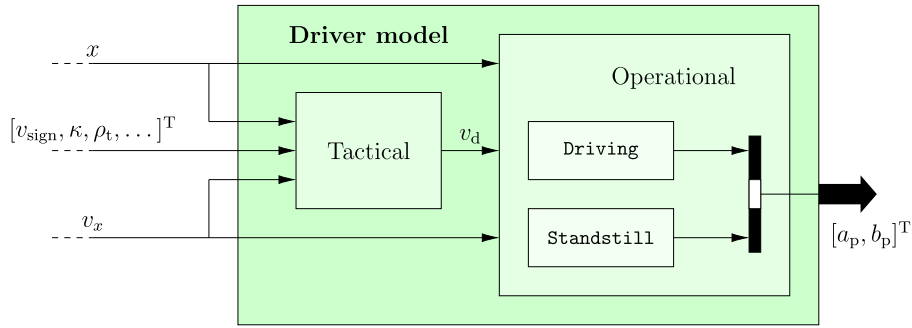 Driver model
x
Operational
[v_sign, κ, ρ_t, ...]^T
v_d
Tactical
Driving
v_x
Standstill
[a_p, b_p]^T